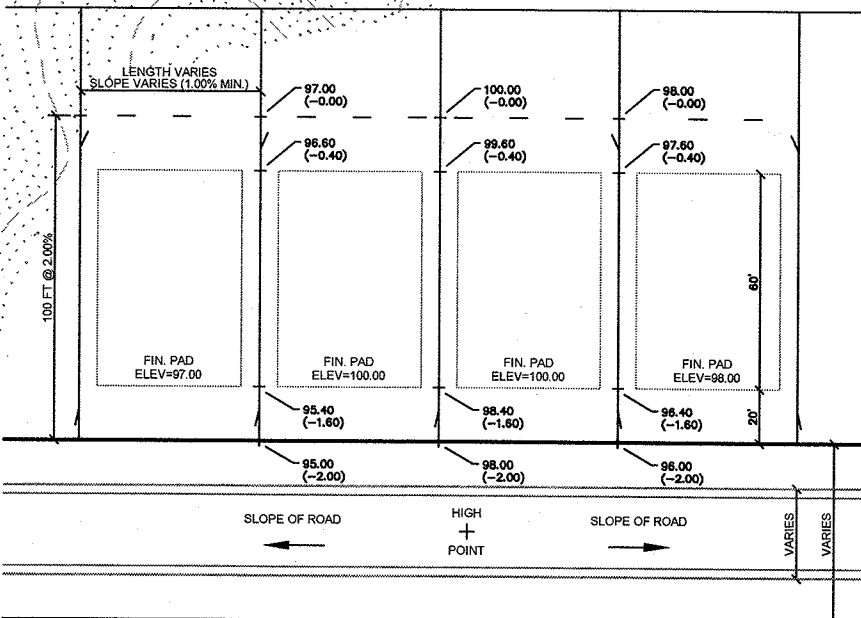 LENGTH VARIES
SLOPE VARIES (1.00% MIN.)
97.00
(-0.00)
100.00
(-0.00)
98.00
(-0.00)
96.60
(-0.40)
99.60
(-0.40)
97.60
(-0.40)
100 FT @ 2.00%
60'
FIN. PAD
ELEV=97.00
FIN. PAD
ELEV=100.00
FIN. PAD
ELEV=100.00
FIN. PAD
ELEV=98.00
95.40
(-1.60)
98.40
(-1.60)
96.40
(-1.60)
20'
95.00
(-2.00)
98.00
(-2.00)
96.00
(-2.00)
SLOPE OF ROAD
HIGH
POINT
SLOPE OF ROAD
VARIES
VARIES